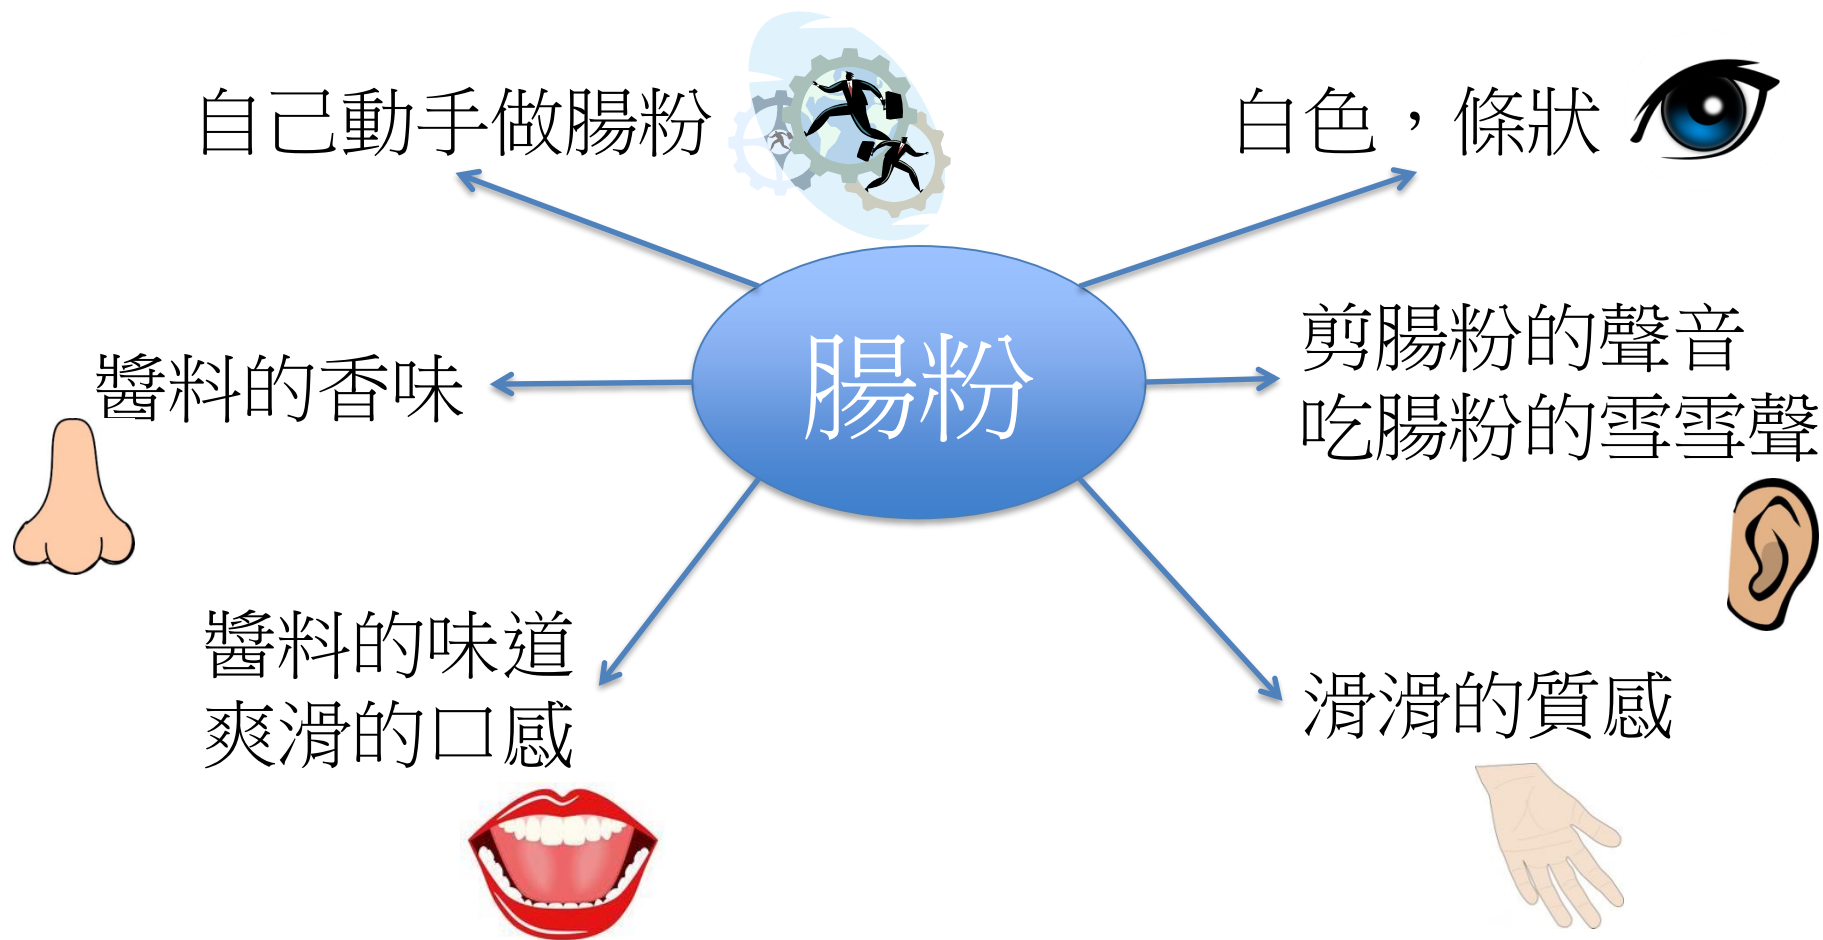 自己動手做腸粉
白色，條狀
腸粉
剪腸粉的聲音
吃腸粉的雪雪聲
醬料的香味
醬料的味道
爽滑的口感
滑滑的質感